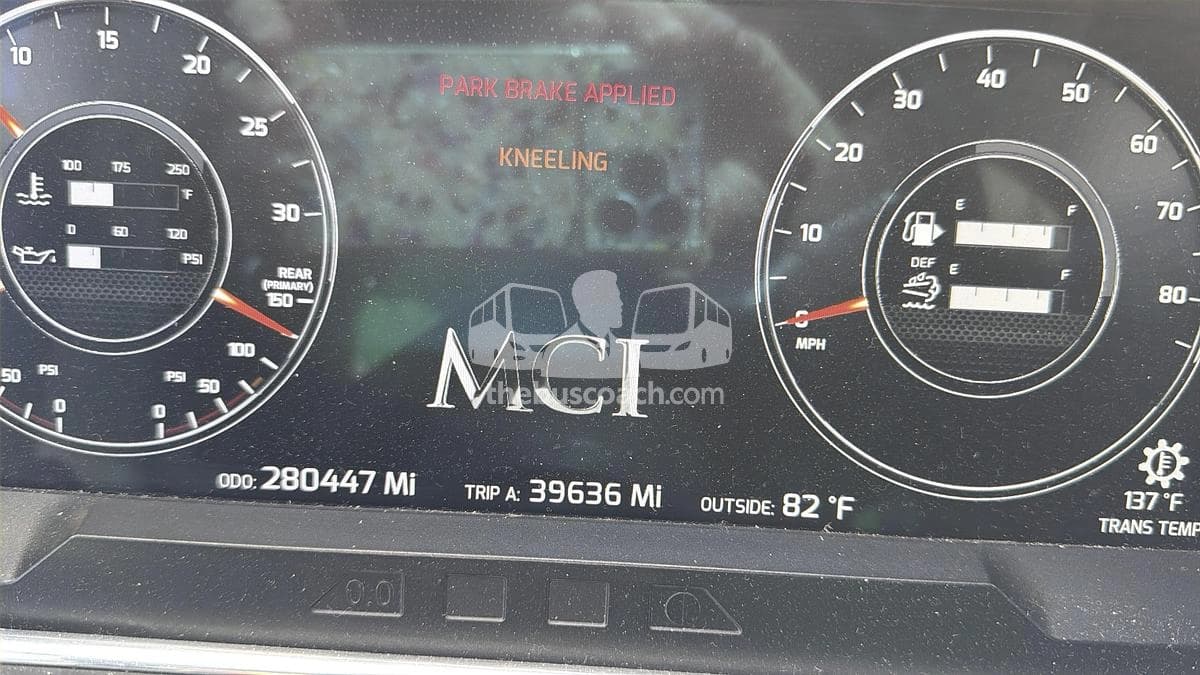 10
15
20
25
30
100 175 250
°F
0 60 120
PSI
REAR
(PRIMARY)
150
100
50
0
PSI
50
PSI
0
PARK BRAKE APPLIED
KNEELING
MCI
thebuscoach.com
0
10
20
30
40
50
60
70
80
MPH
E F
DEF
E F
137 °F
TRANS TEMP
ODO: 280447 Mi
TRIP A: 39636 Mi
OUTSIDE: 82 °F
0.0